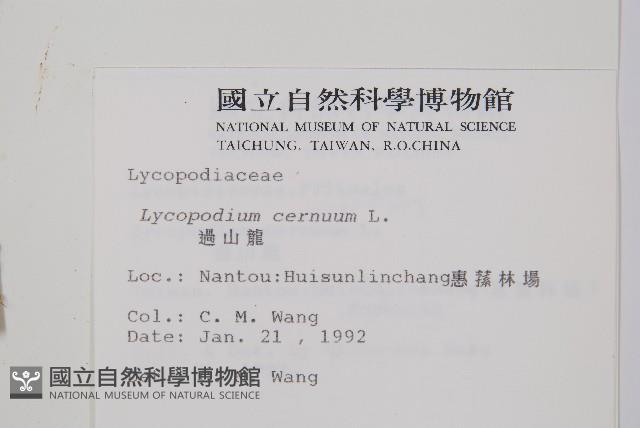 國立自然科學博物館
NATIONAL MUSEUM OF NATURAL SCIENCE
TAICHUNG, TAIWAN, R.O.CHINA
Lycopodiaceae
Lycopodium cernuum L.
過山龍
Loc.: Nantou:Huisunlinchang惠蓀林場
Col.: C. M. Wang
Date: Jan. 21 , 1992
Wang
國立自然科學博物館
NATIONAL MUSEUM OF NATURAL SCIENCE